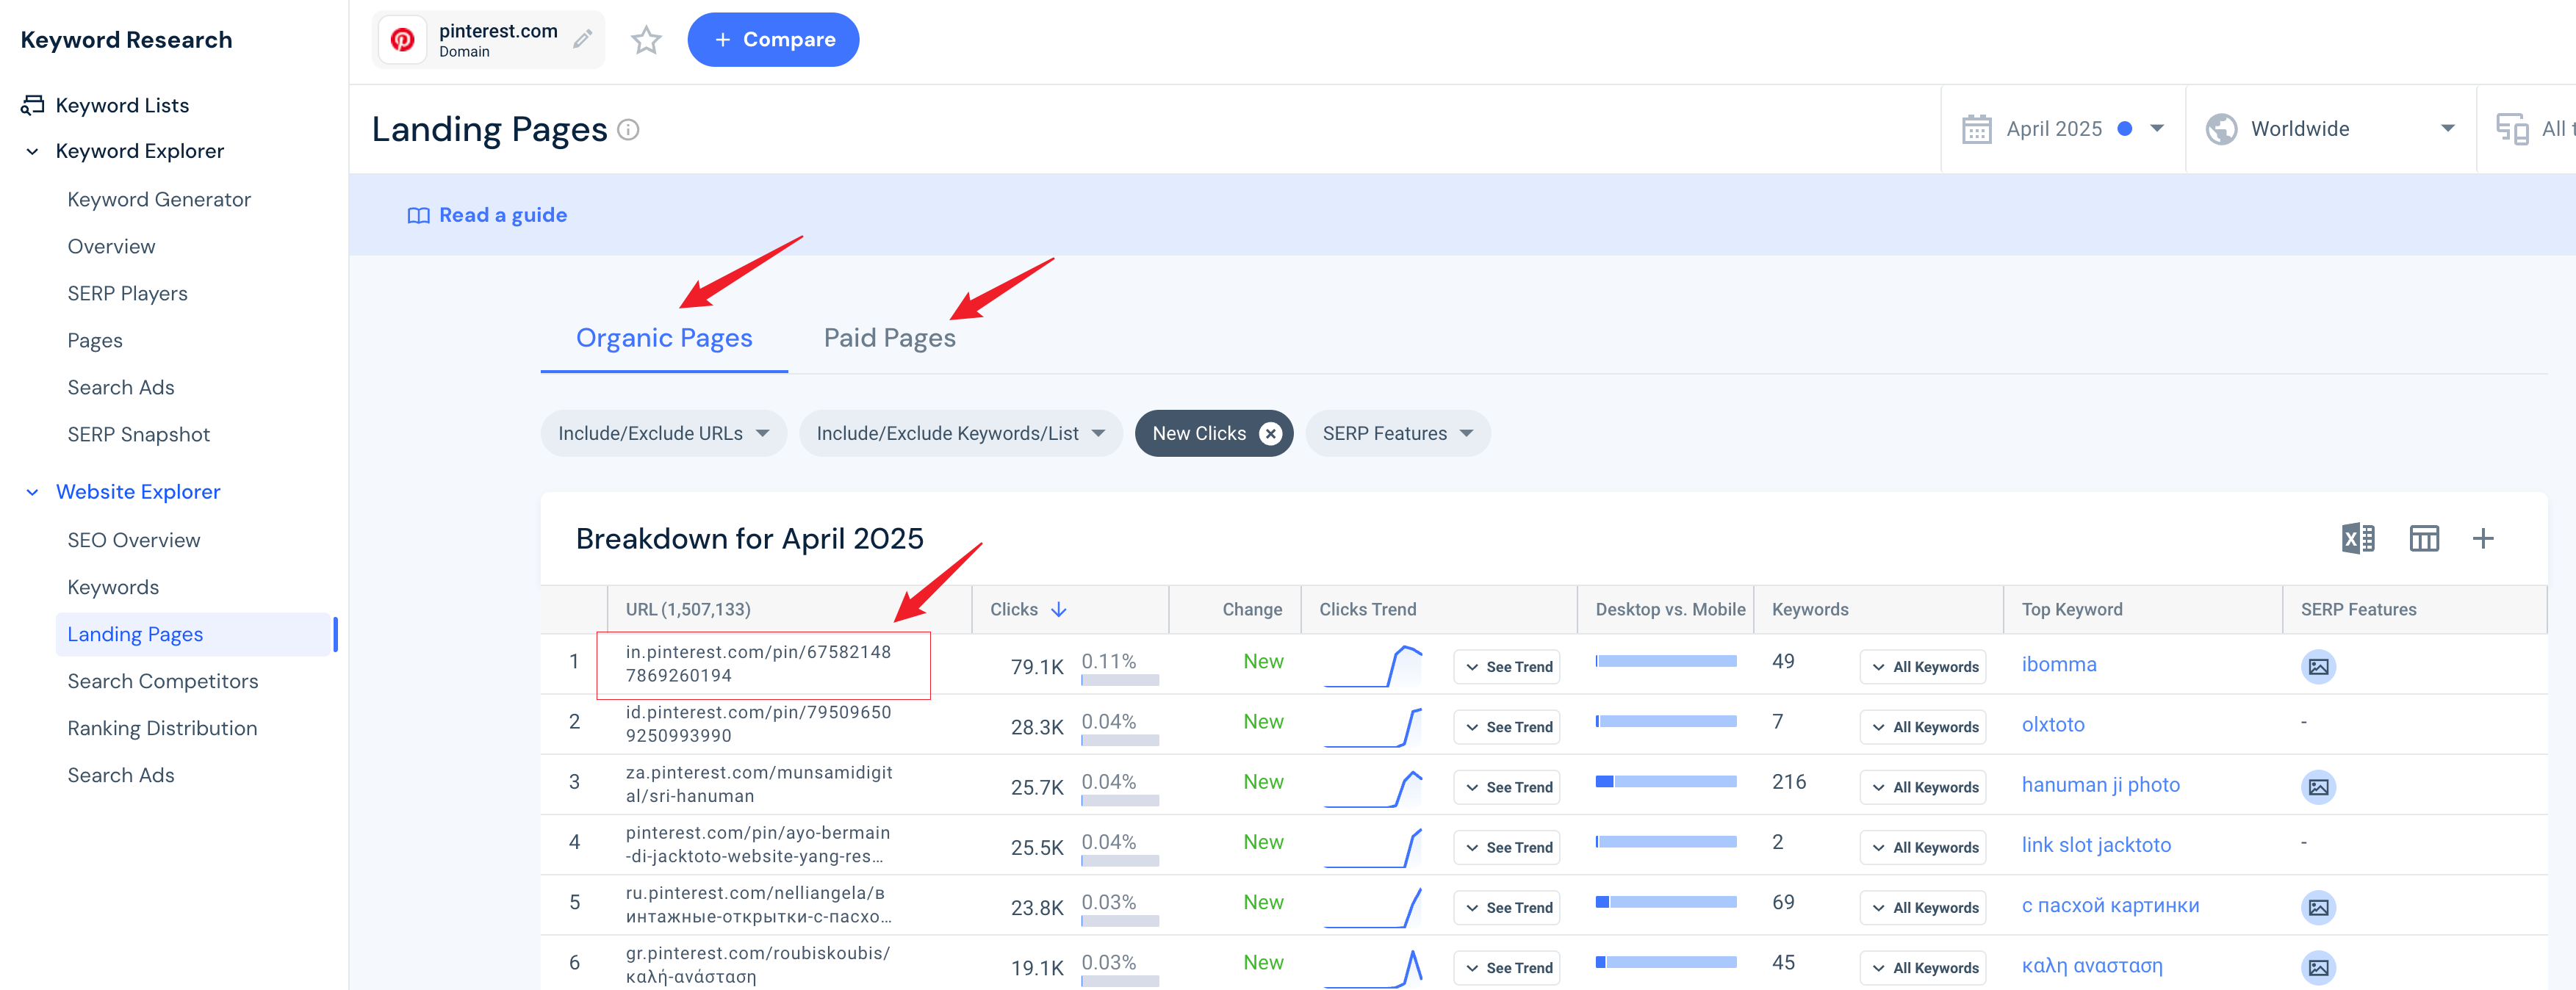 Keyword Research
Keyword Lists
Keyword Explorer
Keyword Generator
Overview
SERP Players
Pages
Search Ads
SERP Snapshot
Website Explorer
SEO Overview
Keywords
Landing Pages
Search Competitors
Ranking Distribution
Search Ads
pinterest.com
Domain
+ Compare
Landing Pages
April 2025
Worldwide
All t
Read a guide
Organic Pages
Paid Pages
Include/Exclude URLs
Include/Exclude Keywords/List
New Clicks
SERP Features
Breakdown for April 2025
URL (1,507,133) Clicks Change Clicks Trend Desktop vs. Mobile Keywords Top Keyword SERP Features
1 in.pinterest.com/pin/67582148 79.1K 0.11% New See Trend 49 All Keywords ibomma
7869260194
2 id.pinterest.com/pin/79509650 28.3K 0.04% New See Trend 7 All Keywords olxtoto -
9250993990
3 za.pinterest.com/munsamidigit 25.7K 0.04% New See Trend 216 All Keywords hanuman ji photo
al/sri-hanuman
4 pinterest.com/pin/ayo-bermain 25.5K 0.04% New See Trend 2 All Keywords link slot jacktoto -
-di-jacktoto-website-yang-res...
5 ru.pinterest.com/nelliangela/в 23.8K 0.03% New See Trend 69 All Keywords с пасхой картинки
интажные-открытки-с-пасхо...
6 gr.pinterest.com/roubiskoubis/ 19.1K 0.03% New See Trend 45 All Keywords καλη ανασταση
καλή-ανάσταση